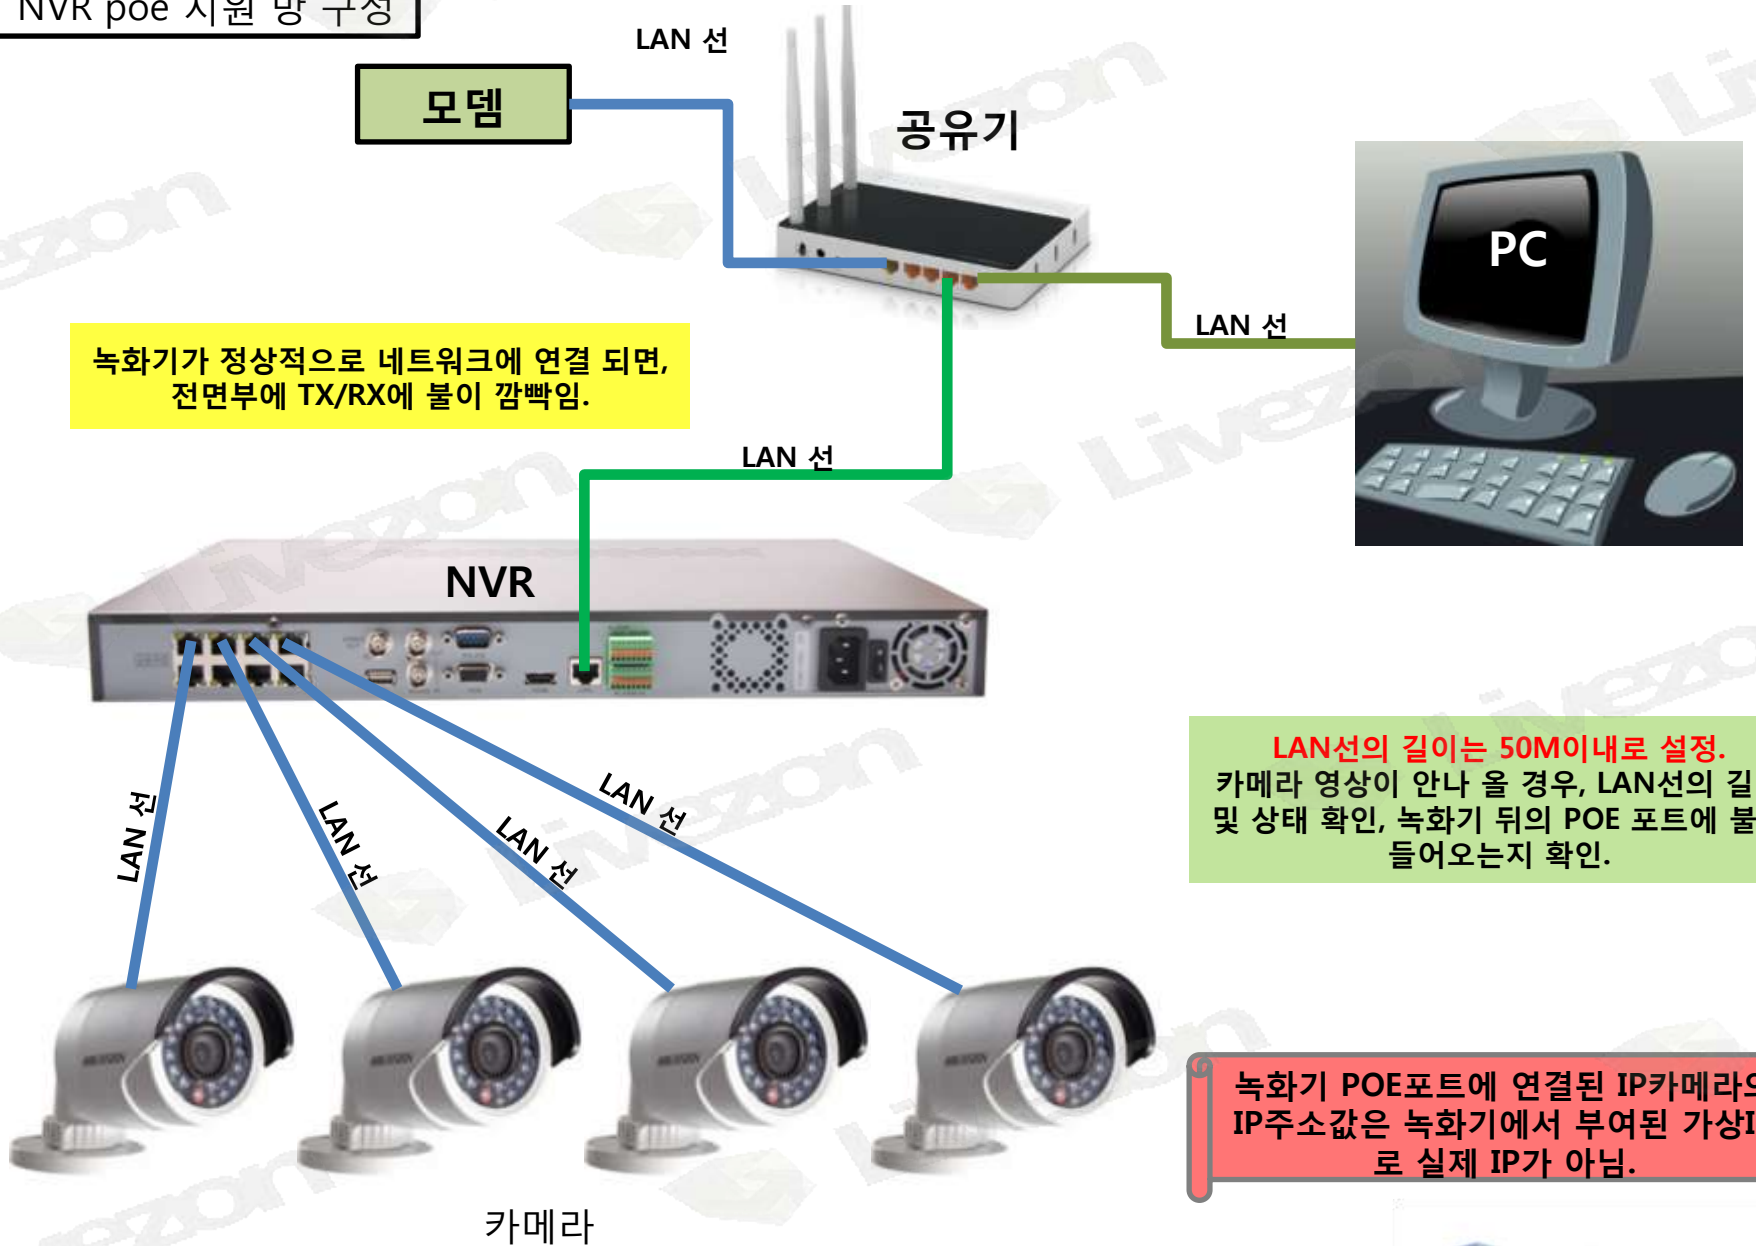 NVR poe 지원 망 구성
LAN 선
모뎀
공유기
PC
LAN 선
녹화기가 정상적으로 네트워크에 연결 되면,
전면부에 TX/RX에 불이 깜빡임.
LAN 선
NVR
LAN선의 길이는 50M이내로 설정.
카메라 영상이 안나 올 경우, LAN선의 길
및 상태 확인, 녹화기 뒤의 POE 포트에 불
들어오는지 확인.
LAN 선
LAN 선
LAN 선
LAN 선
녹화기 POE포트에 연결된 IP카메라의
IP주소값은 녹화기에서 부여된 가상I
로 실제 IP가 아님.
카메라
Livezon